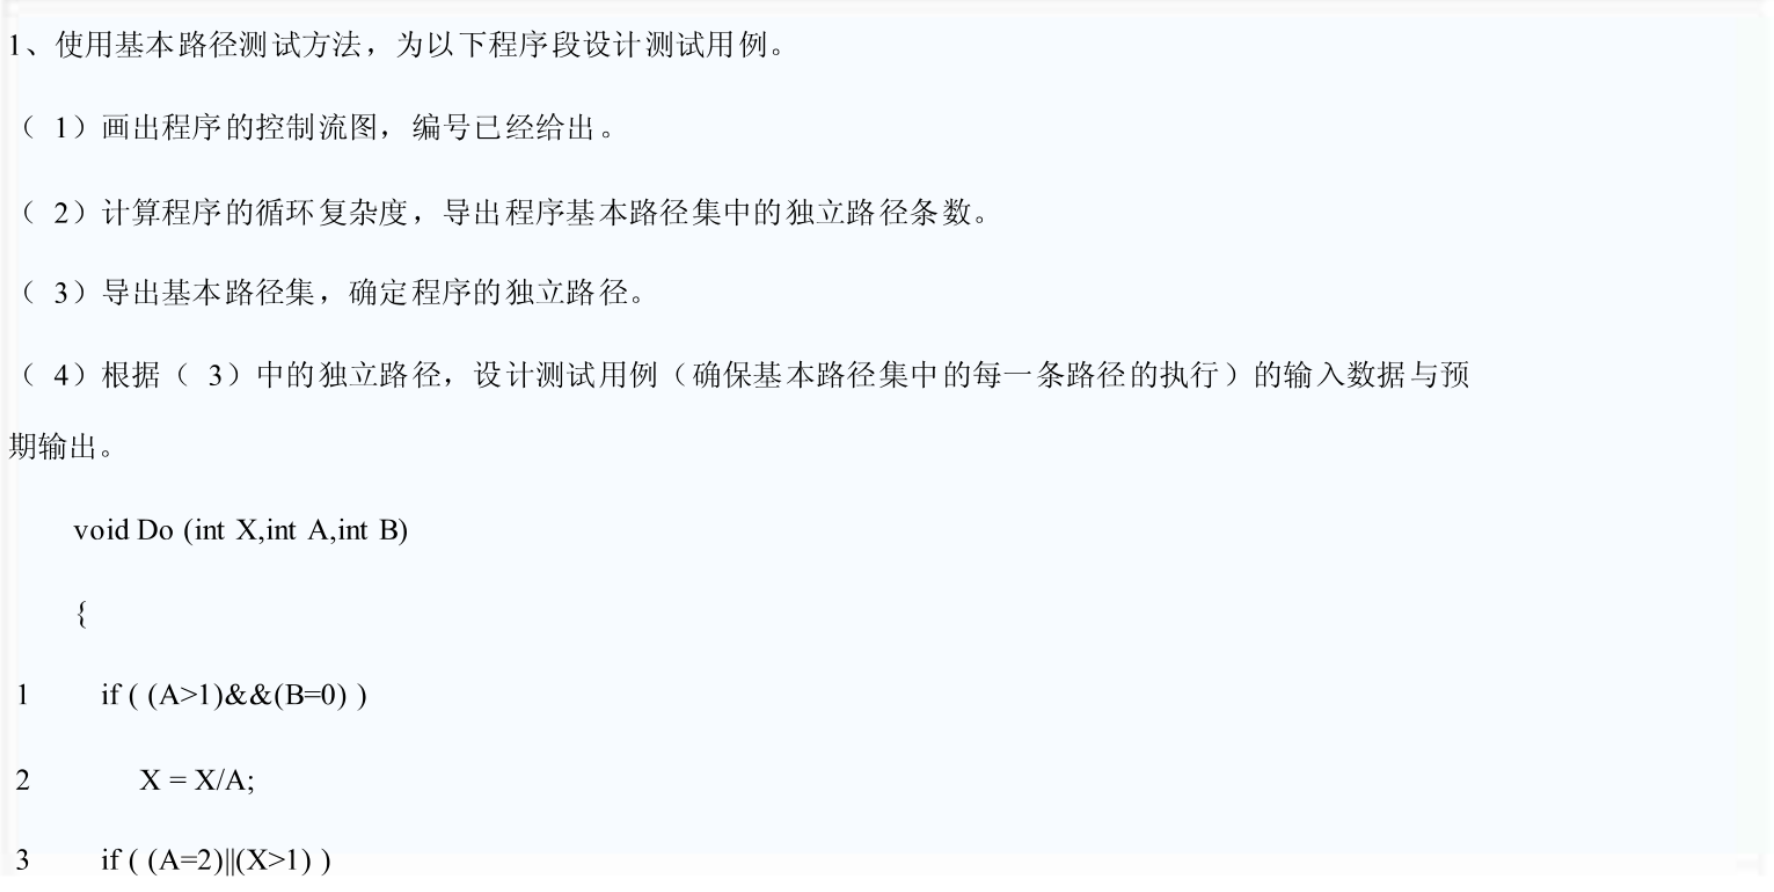 1、使用基本路径测试方法，为以下程序段设计测试用例。
（ 1）画出程序的控制流图，编号已经给出。
（ 2）计算程序的循环复杂度，导出程序基本路径集中的独立路径条数。
（ 3）导出基本路径集，确定程序的独立路径。
（ 4）根据（ 3）中的独立路径，设计测试用例（确保基本路径集中的每一条路径的执行）的输入数据与预
期输出。
void Do (int X,int A,int B)
{
1 if ( (A>1)&&(B=0) )
2 X = X/A;
3 if ( (A=2)||(X>1) )